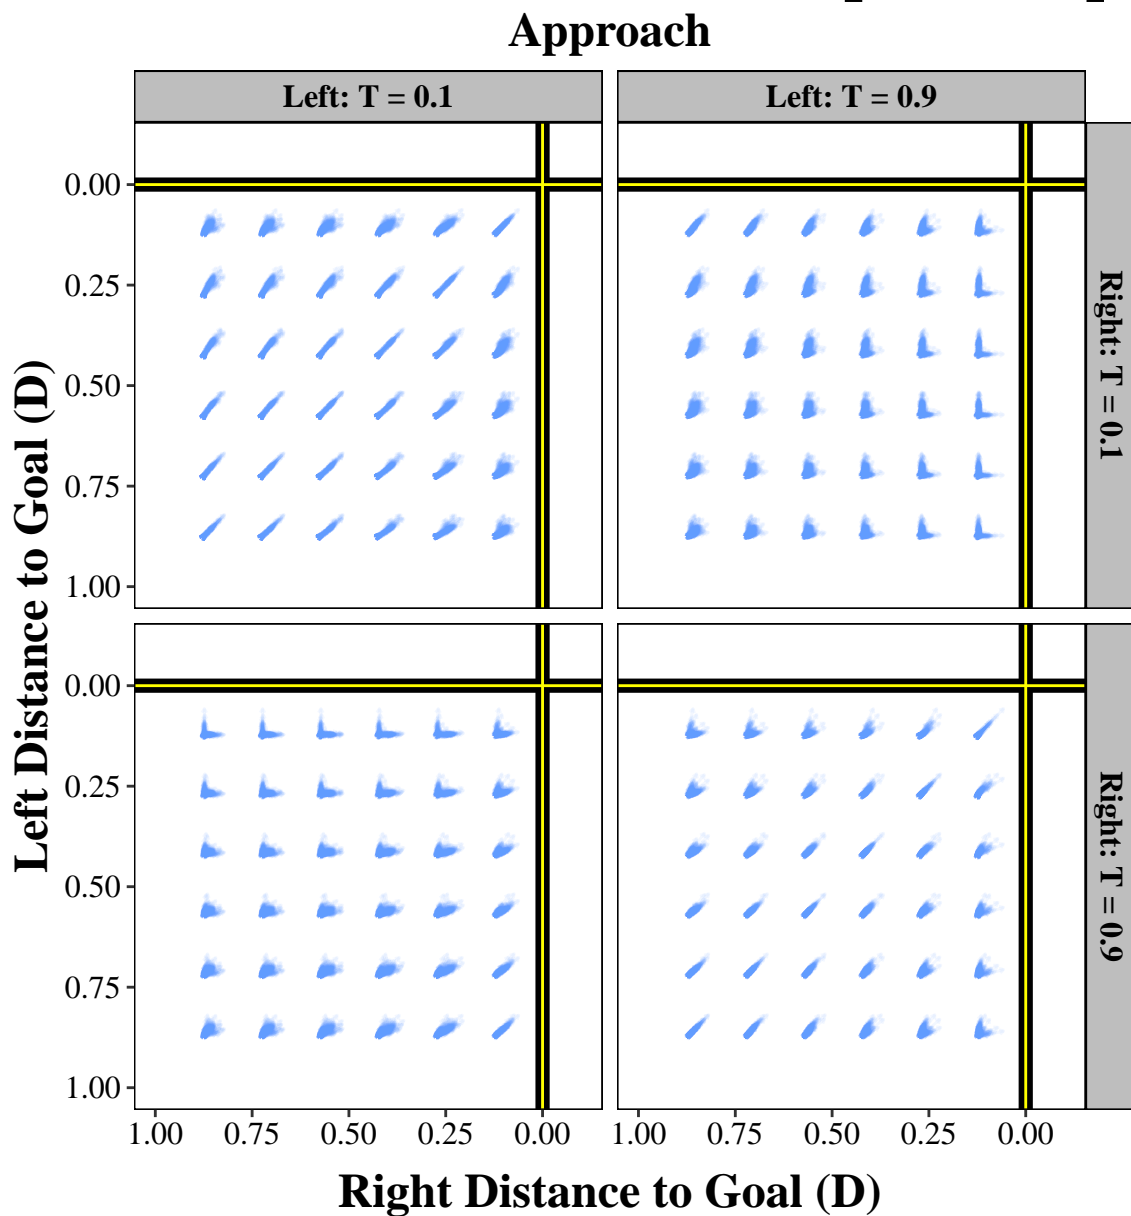 Approach
Left: T = 0.1
Left: T = 0.9
0.00
0.25
0.50
0.75
1.00
Right: T = 0.1
0.00
0.25
0.50
0.75
1.00
Right: T = 0.9
Left Distance to Goal (D)
1.00 0.75 0.50 0.25 0.00
1.00 0.75 0.50 0.25 0.00
Right Distance to Goal (D)